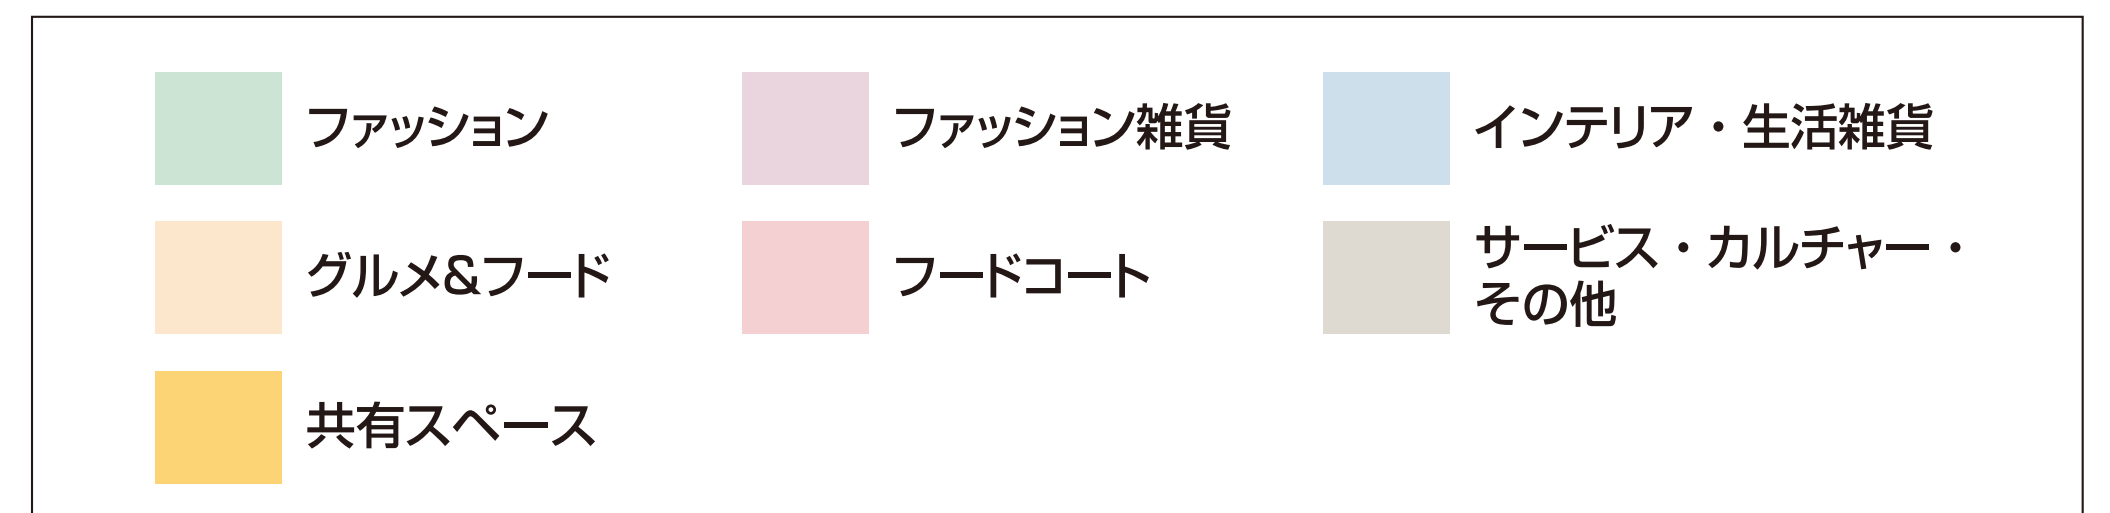 ファッション
ファッション雑貨
インテリア・生活雑貨
グルメ&フード
フードコート
サービス・カルチャー・
その他
共有スペース